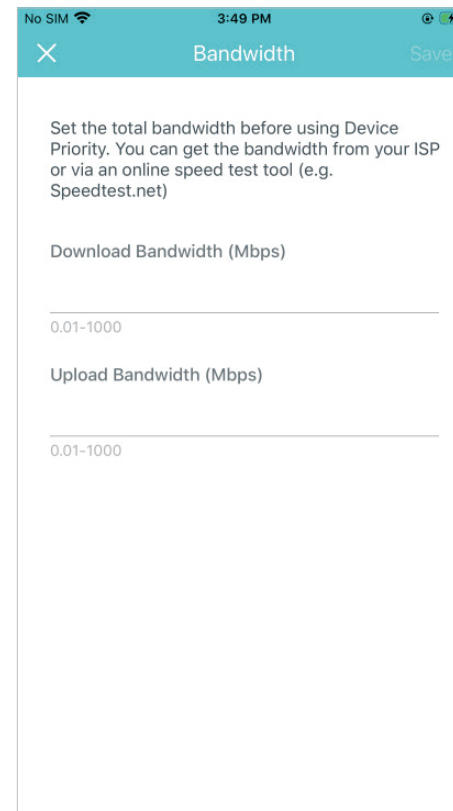 No SIM 3:49 PM
Bandwidth Save
Set the total bandwidth before using Device
Priority. You can get the bandwidth from your ISP
or via an online speed test tool (e.g.
Speedtest.net)
Download Bandwidth (Mbps)
0.01-1000
Upload Bandwidth (Mbps)
0.01-1000